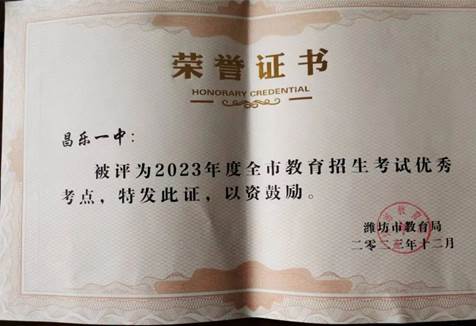 荣誉证书
HONORARY CREDENTIAL
昌乐一中：
被评为2023年度全市教育招生考试优秀
考点，特发此证，以资鼓励。
潍坊市教育局
二零二三年十二月